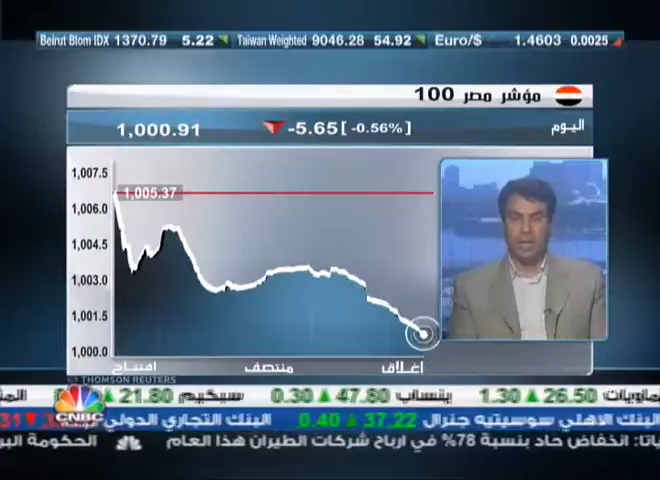 Beirut Blom IDX 1370.79 5.22 Taiwan Weighted 9046.28 54.92 Euro/$ 1.4603 0.0025
مؤشر مصر 100
1,000.91 -5.65[ -0.56%] اليوم
1,007.5
1,005.37
1,006.0
1,004.5
1,003.0
1,001.5
1,000.0
افتتاح منتصف اغلاق
THOMSON REUTERS
21.80 سيكيم 0.30 47.80 ينساب 1.30 26.50
CNBC
البنك التجاري الدولي 0.40 37.22 البنك الاهلي سوسيتيه جنرال
انخفاض حاد بنسبة 78% في ارباح شركات الطيران هذا العام الحكومة